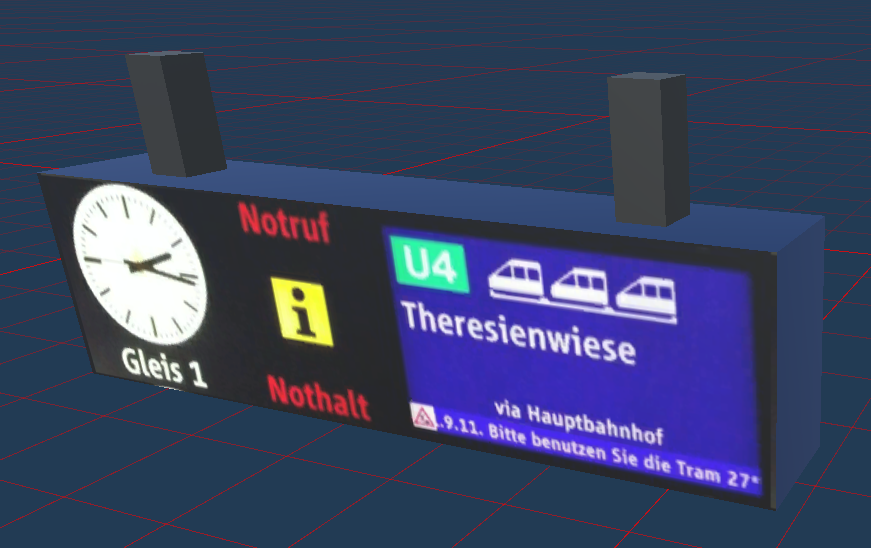 Notruf
i
Nothalt
Gleis 1
U4
Theresienwiese
via Hauptbahnhof
.9.11. Bitte benutzen Sie die Tram 27*